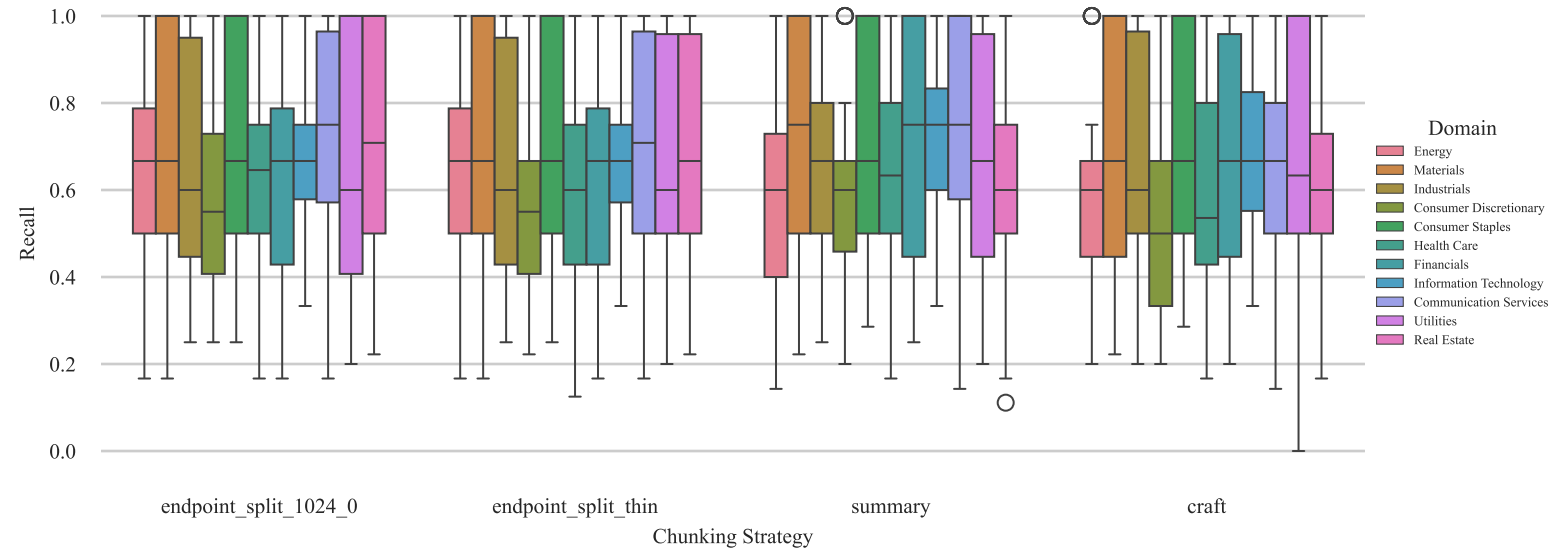 1.0
0.8
0.6
0.4
0.2
0.0
Recall
endpoint_split_1024_0
endpoint_split_thin
summary
craft
Chunking Strategy
Domain
Energy
Materials
Industrials
Consumer Discretionary
Consumer Staples
Health Care
Financials
Information Technology
Communication Services
Utilities
Real Estate